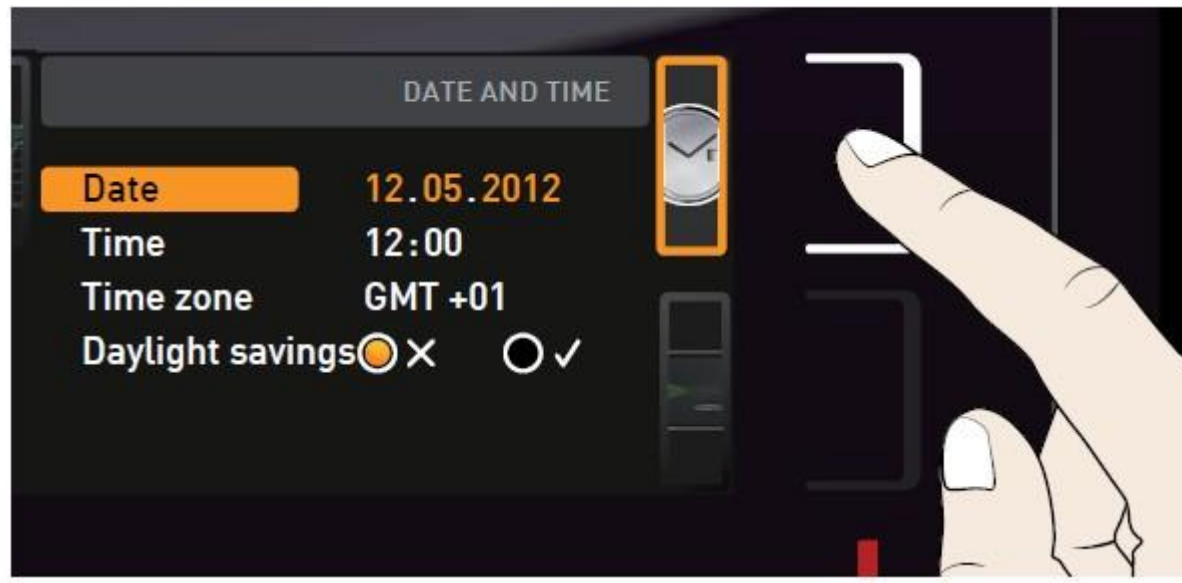 DATE AND TIME
Date 12.05.2012
Time 12:00
Time zone GMT +01
Daylight savings